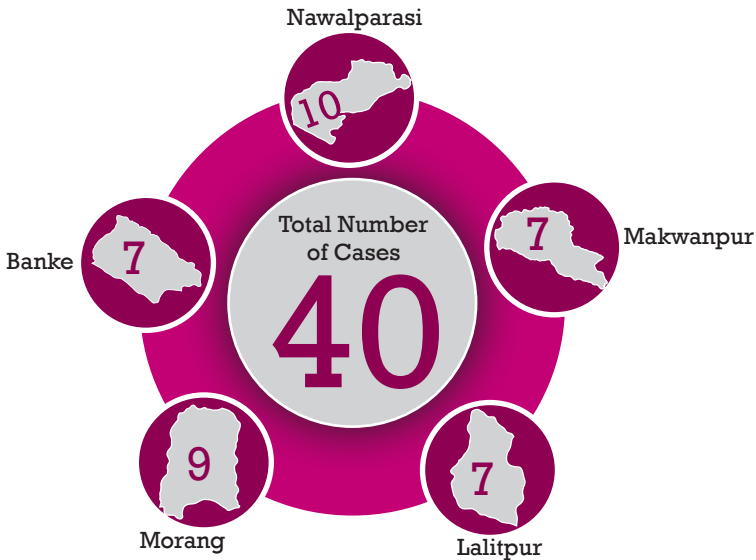 Nawalparasi
10
Total Number
of Cases
40
7
Makwanpur
Banke
7
9
Morang
7
Lalitpur